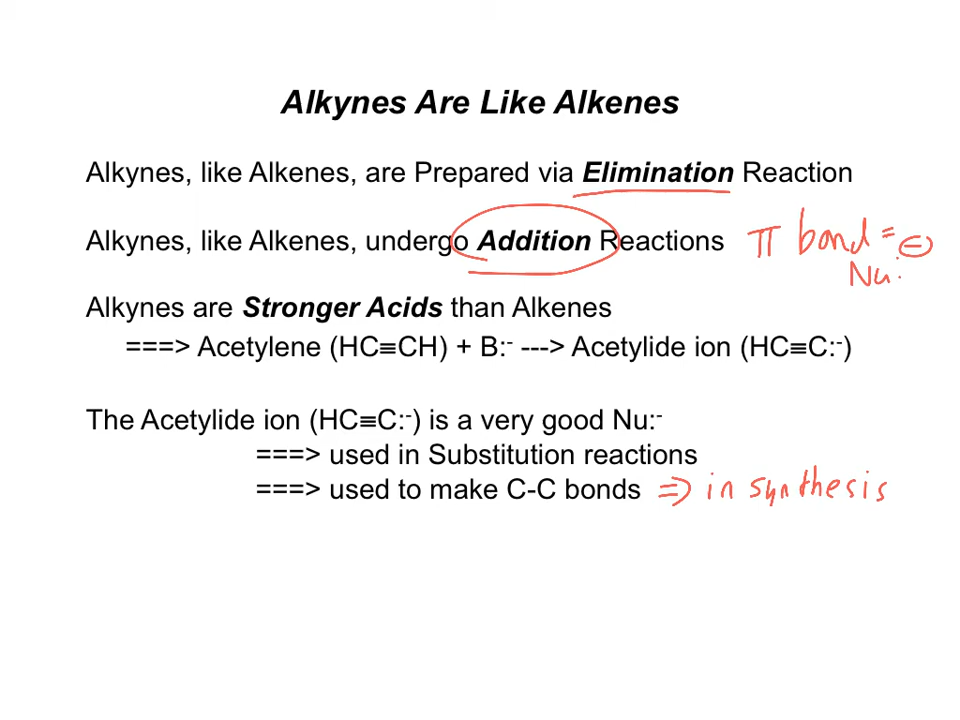 Alkynes Are Like Alkenes
Alkynes, like Alkenes, are Prepared via Elimination Reaction
Alkynes, like Alkenes, undergo Addition Reactions π bond = ⊖
Nu:
Alkynes are Stronger Acids than Alkenes
===> Acetylene (HC≡CH) + B:⁻ ---> Acetylide ion (HC≡C:⁻)
The Acetylide ion (HC≡C:⁻) is a very good Nu:⁻
===> used in Substitution reactions
===> used to make C-C bonds ⇒ in synthesis